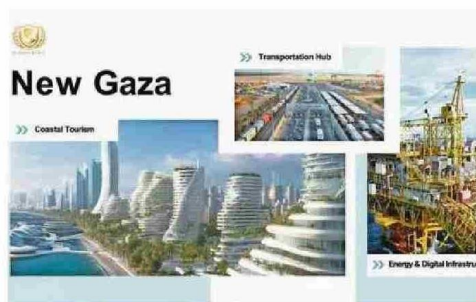 New Gaza
Transportation Hub
Coastal Tourism
Energy & Digital Infrastru